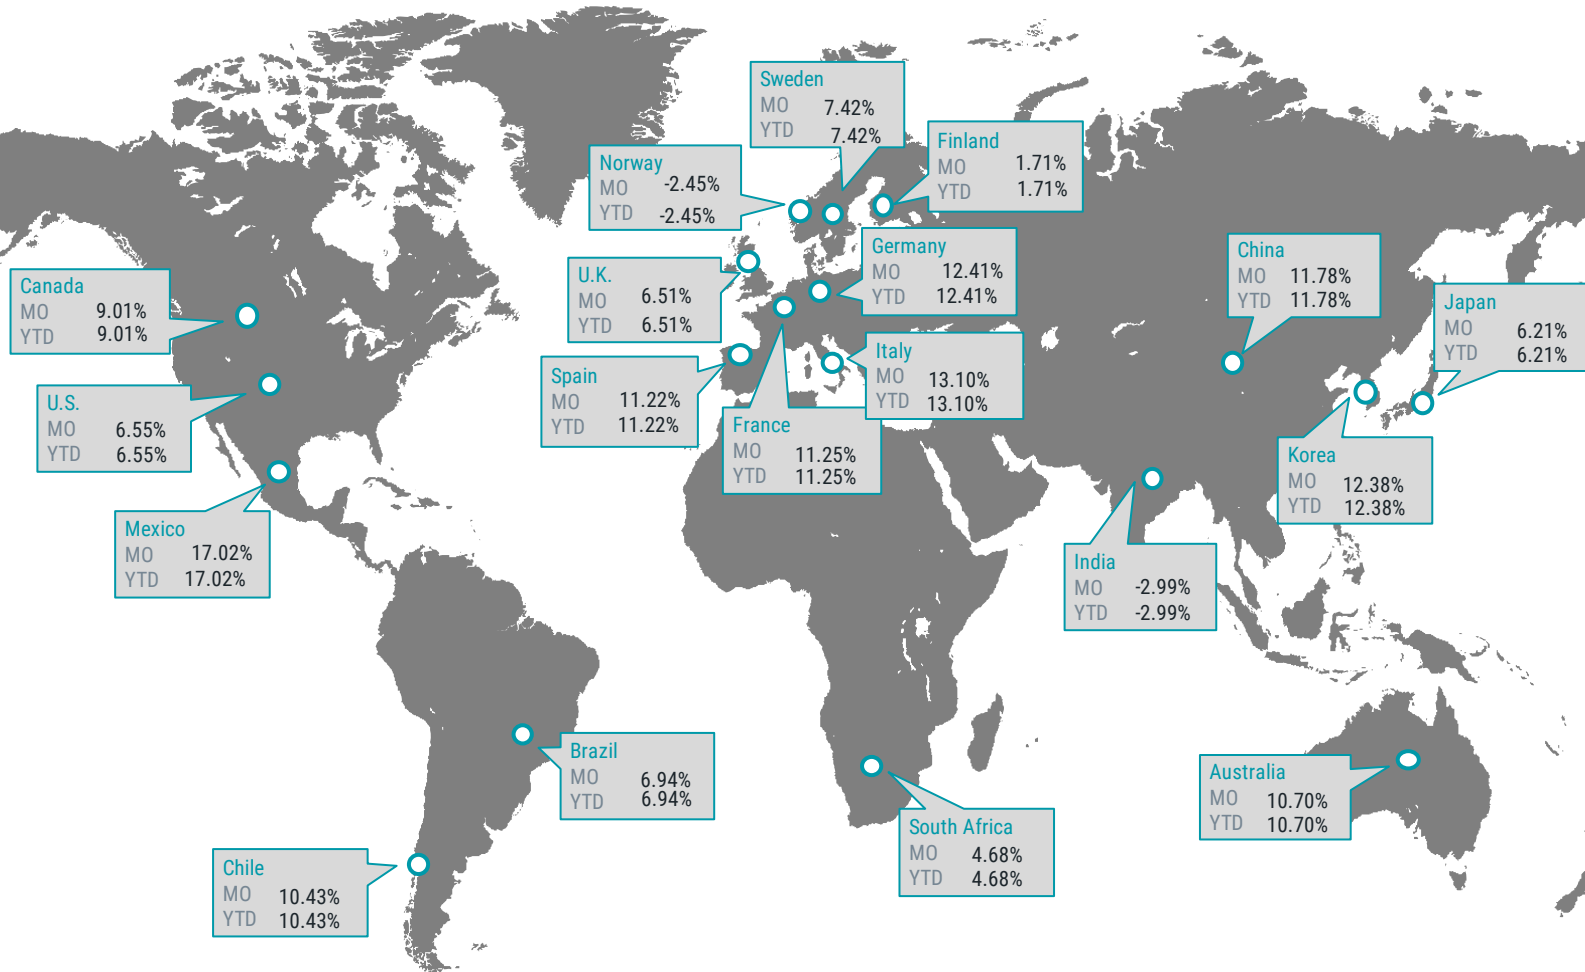 Sweden
MO 7.42%
YTD 7.42%
Finland
MO 1.71%
YTD 1.71%
Norway
MO -2.45%
YTD -2.45%
Germany
MO 12.41%
YTD 12.41%
China
MO 11.78%
YTD 11.78%
U.K.
MO 6.51%
YTD 6.51%
Canada
MO 9.01%
YTD 9.01%
Japan
MO 6.21%
YTD 6.21%
Italy
MO 13.10%
YTD 13.10%
Spain
MO 11.22%
YTD 11.22%
U.S.
MO 6.55%
YTD 6.55%
France
MO 11.25%
YTD 11.25%
Korea
MO 12.38%
YTD 12.38%
Mexico
MO 17.02%
YTD 17.02%
India
MO -2.99%
YTD -2.99%
Brazil
MO 6.94%
YTD 6.94%
Australia
MO 10.70%
YTD 10.70%
South Africa
MO 4.68%
YTD 4.68%
Chile
MO 10.43%
YTD 10.43%